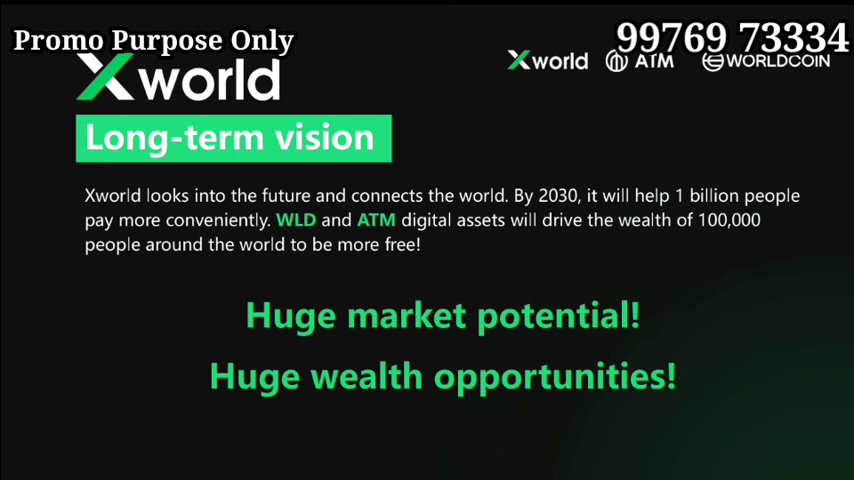 Promo Purpose Only
99769 73334
Xworld
Xworld
ATM
WORLDCOIN
Long-term vision
Xworld looks into the future and connects the world. By 2030, it will help 1 billion people
pay more conveniently. WLD and ATM digital assets will drive the wealth of 100,000
people around the world to be more free!
Huge market potential!
Huge wealth opportunities!